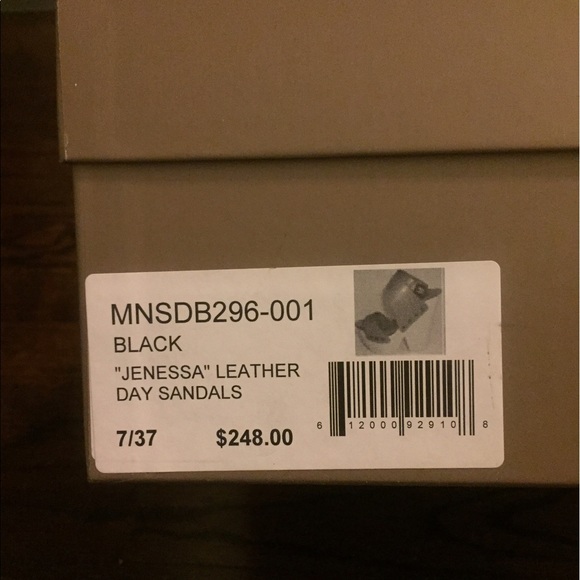 MNSDB296-001
BLACK
"JENESSA" LEATHER
DAY SANDALS
7/37 $248.00
6 12000 92910 8